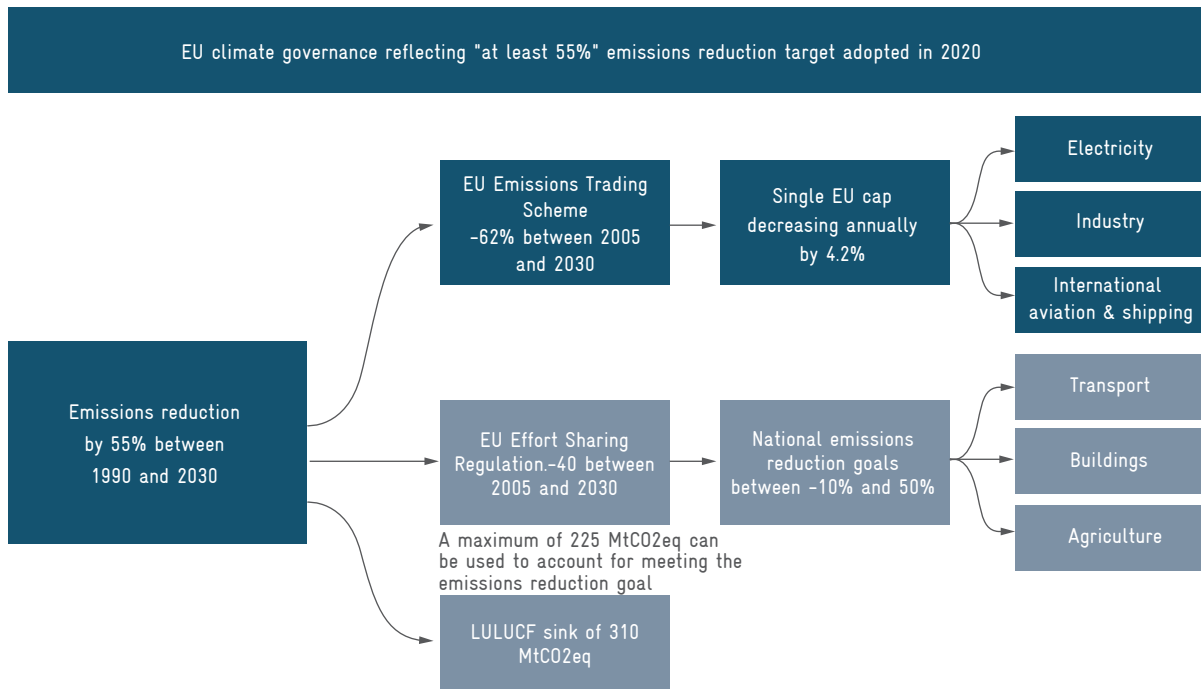 EU climate governance reflecting "at least 55%" emissions reduction target adopted in 2020
Emissions reduction
by 55% between
1990 and 2030
EU Emissions Trading
Scheme
-62% between 2005
and 2030
Single EU cap
decreasing annually
by 4.2%
Electricity
Industry
International
aviation & shipping
EU Effort Sharing
Regulation.-40 between
2005 and 2030
National emissions
reduction goals
between -10% and 50%
Transport
Buildings
Agriculture
A maximum of 225 MtCO2eq can
be used to account for meeting the
emissions reduction goal
LULUCF sink of 310
MtCO2eq